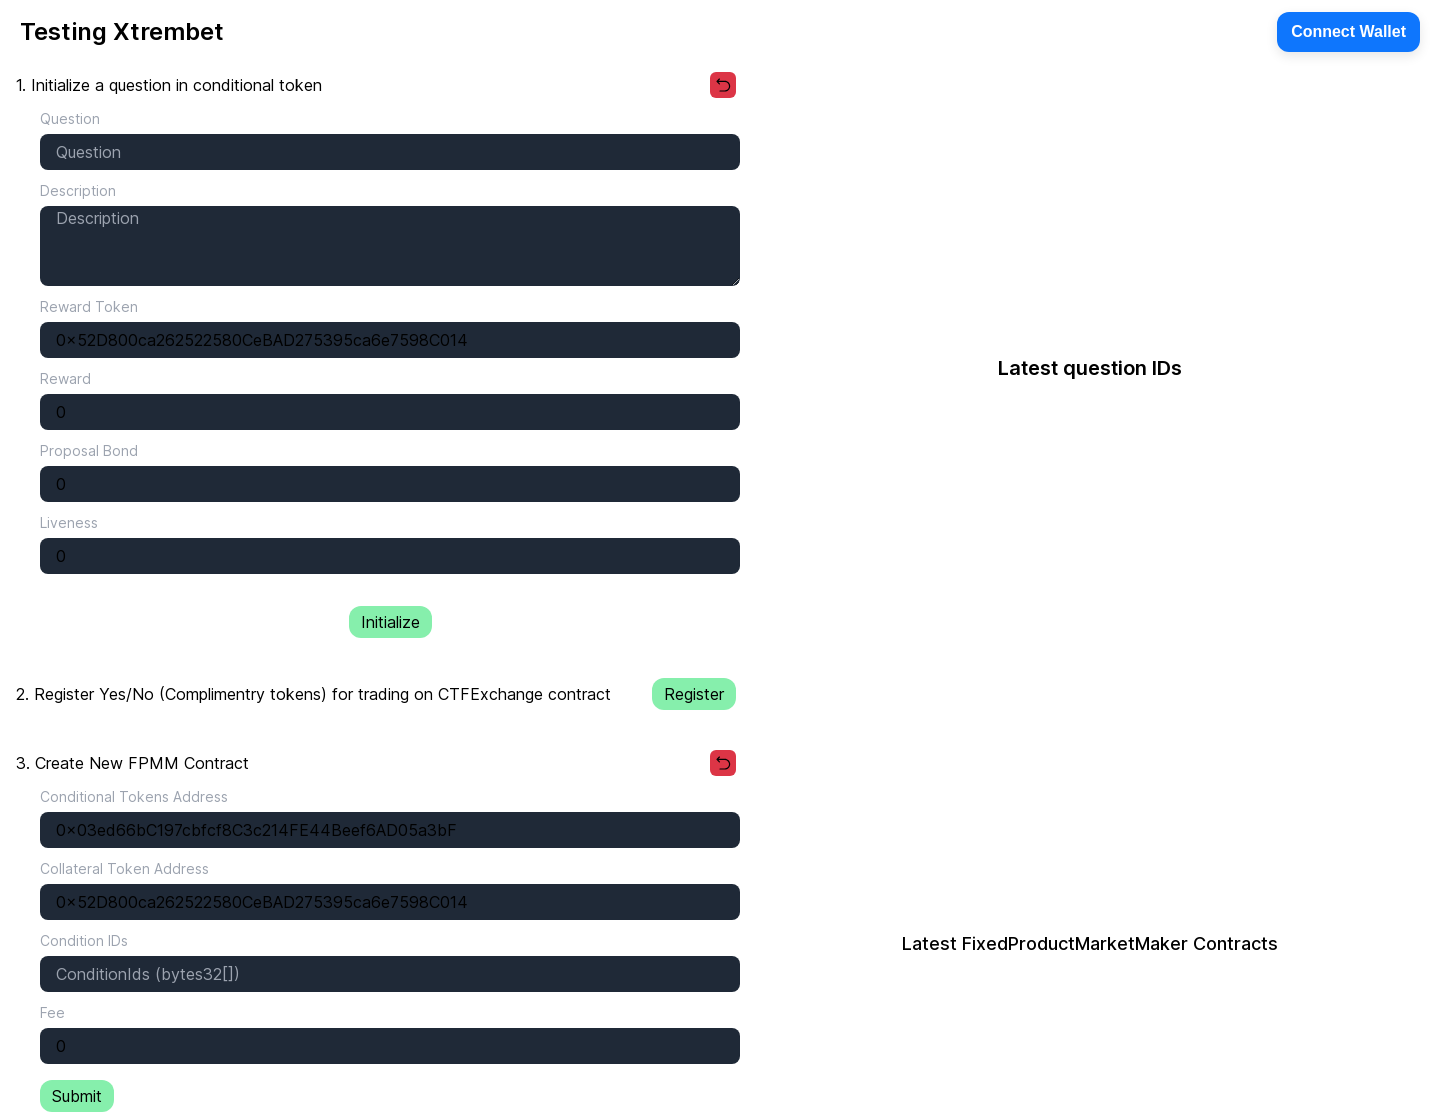 Testing Xtrembet
Connect Wallet
1. Initialize a question in conditional token
Question
Question
Description
Description
Reward Token
0x52D800ca262522580CeBAD275395ca6e7598C014
Reward
0
Proposal Bond
0
Liveness
0
Initialize
Latest question IDs
2. Register Yes/No (Complimentry tokens) for trading on CTFExchange contract
Register
3. Create New FPMM Contract
Conditional Tokens Address
0x03ed66bC197cbfcf8C3c214FE44Beef6AD05a3bF
Collateral Token Address
0x52D800ca262522580CeBAD275395ca6e7598C014
Condition IDs
ConditionIds (bytes32[])
Fee
0
Submit
Latest FixedProductMarketMaker Contracts